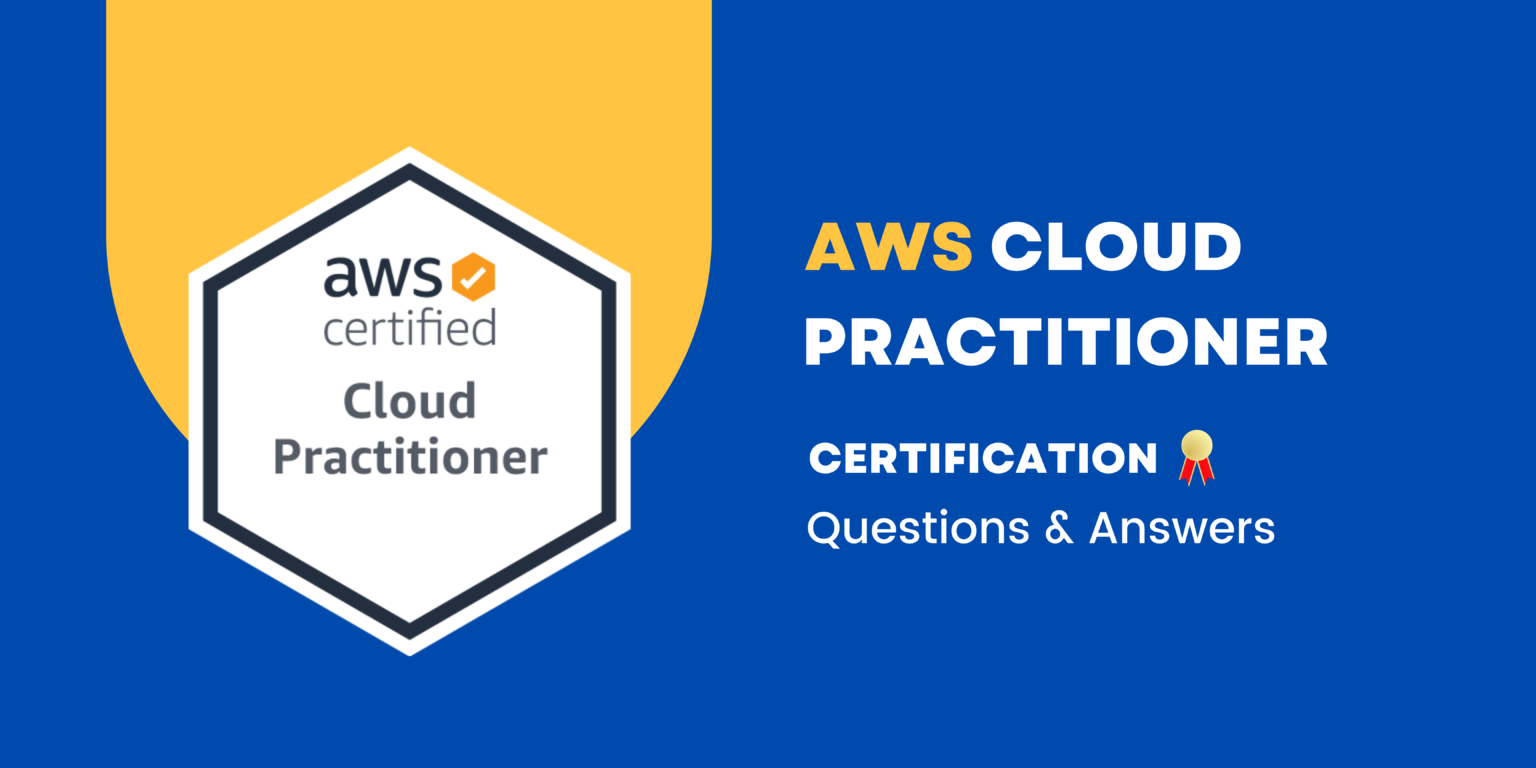 aws
certified
Cloud
Practitioner
AWS CLOUD
PRACTITIONER
CERTIFICATION
Questions & Answers